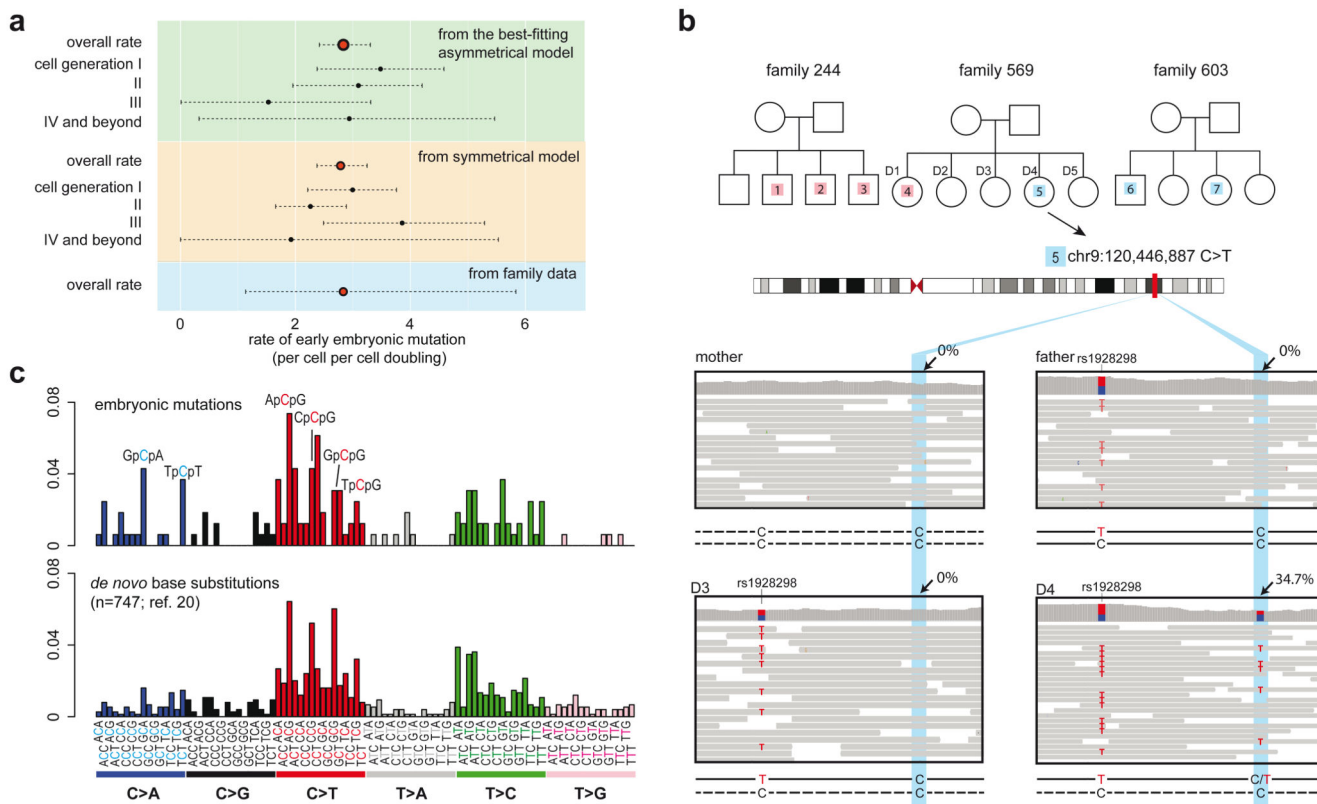 a
from the best-fitting
asymmetrical model
overall rate
cell generation I
II
III
IV and beyond
from symmetrical model
overall rate
cell generation I
II
III
IV and beyond
from family data
overall rate
0 2 4 6
rate of early embryonic mutation
(per cell per cell doubling)
b
family 244 family 569 family 603
D1 D2 D3 D4 D5
1 2 3 4 5 6 7
5 chr9:120,446,887 C>T
mother 0%
father rs1928298 0%
C C
C C
T C
C C
D3 rs1928298 0%
D4 rs1928298 34.7%
T C
C C
T C/T
C C
c
0.08
0.04
0
embryonic mutations
GpCpA
TpCpT
ApCpG
CpCpG
GpCpG
TpCpG
0.08
0.04
0
de novo base substitutions
(n=747; ref. 20)
C>A C>G C>T T>A T>C T>G